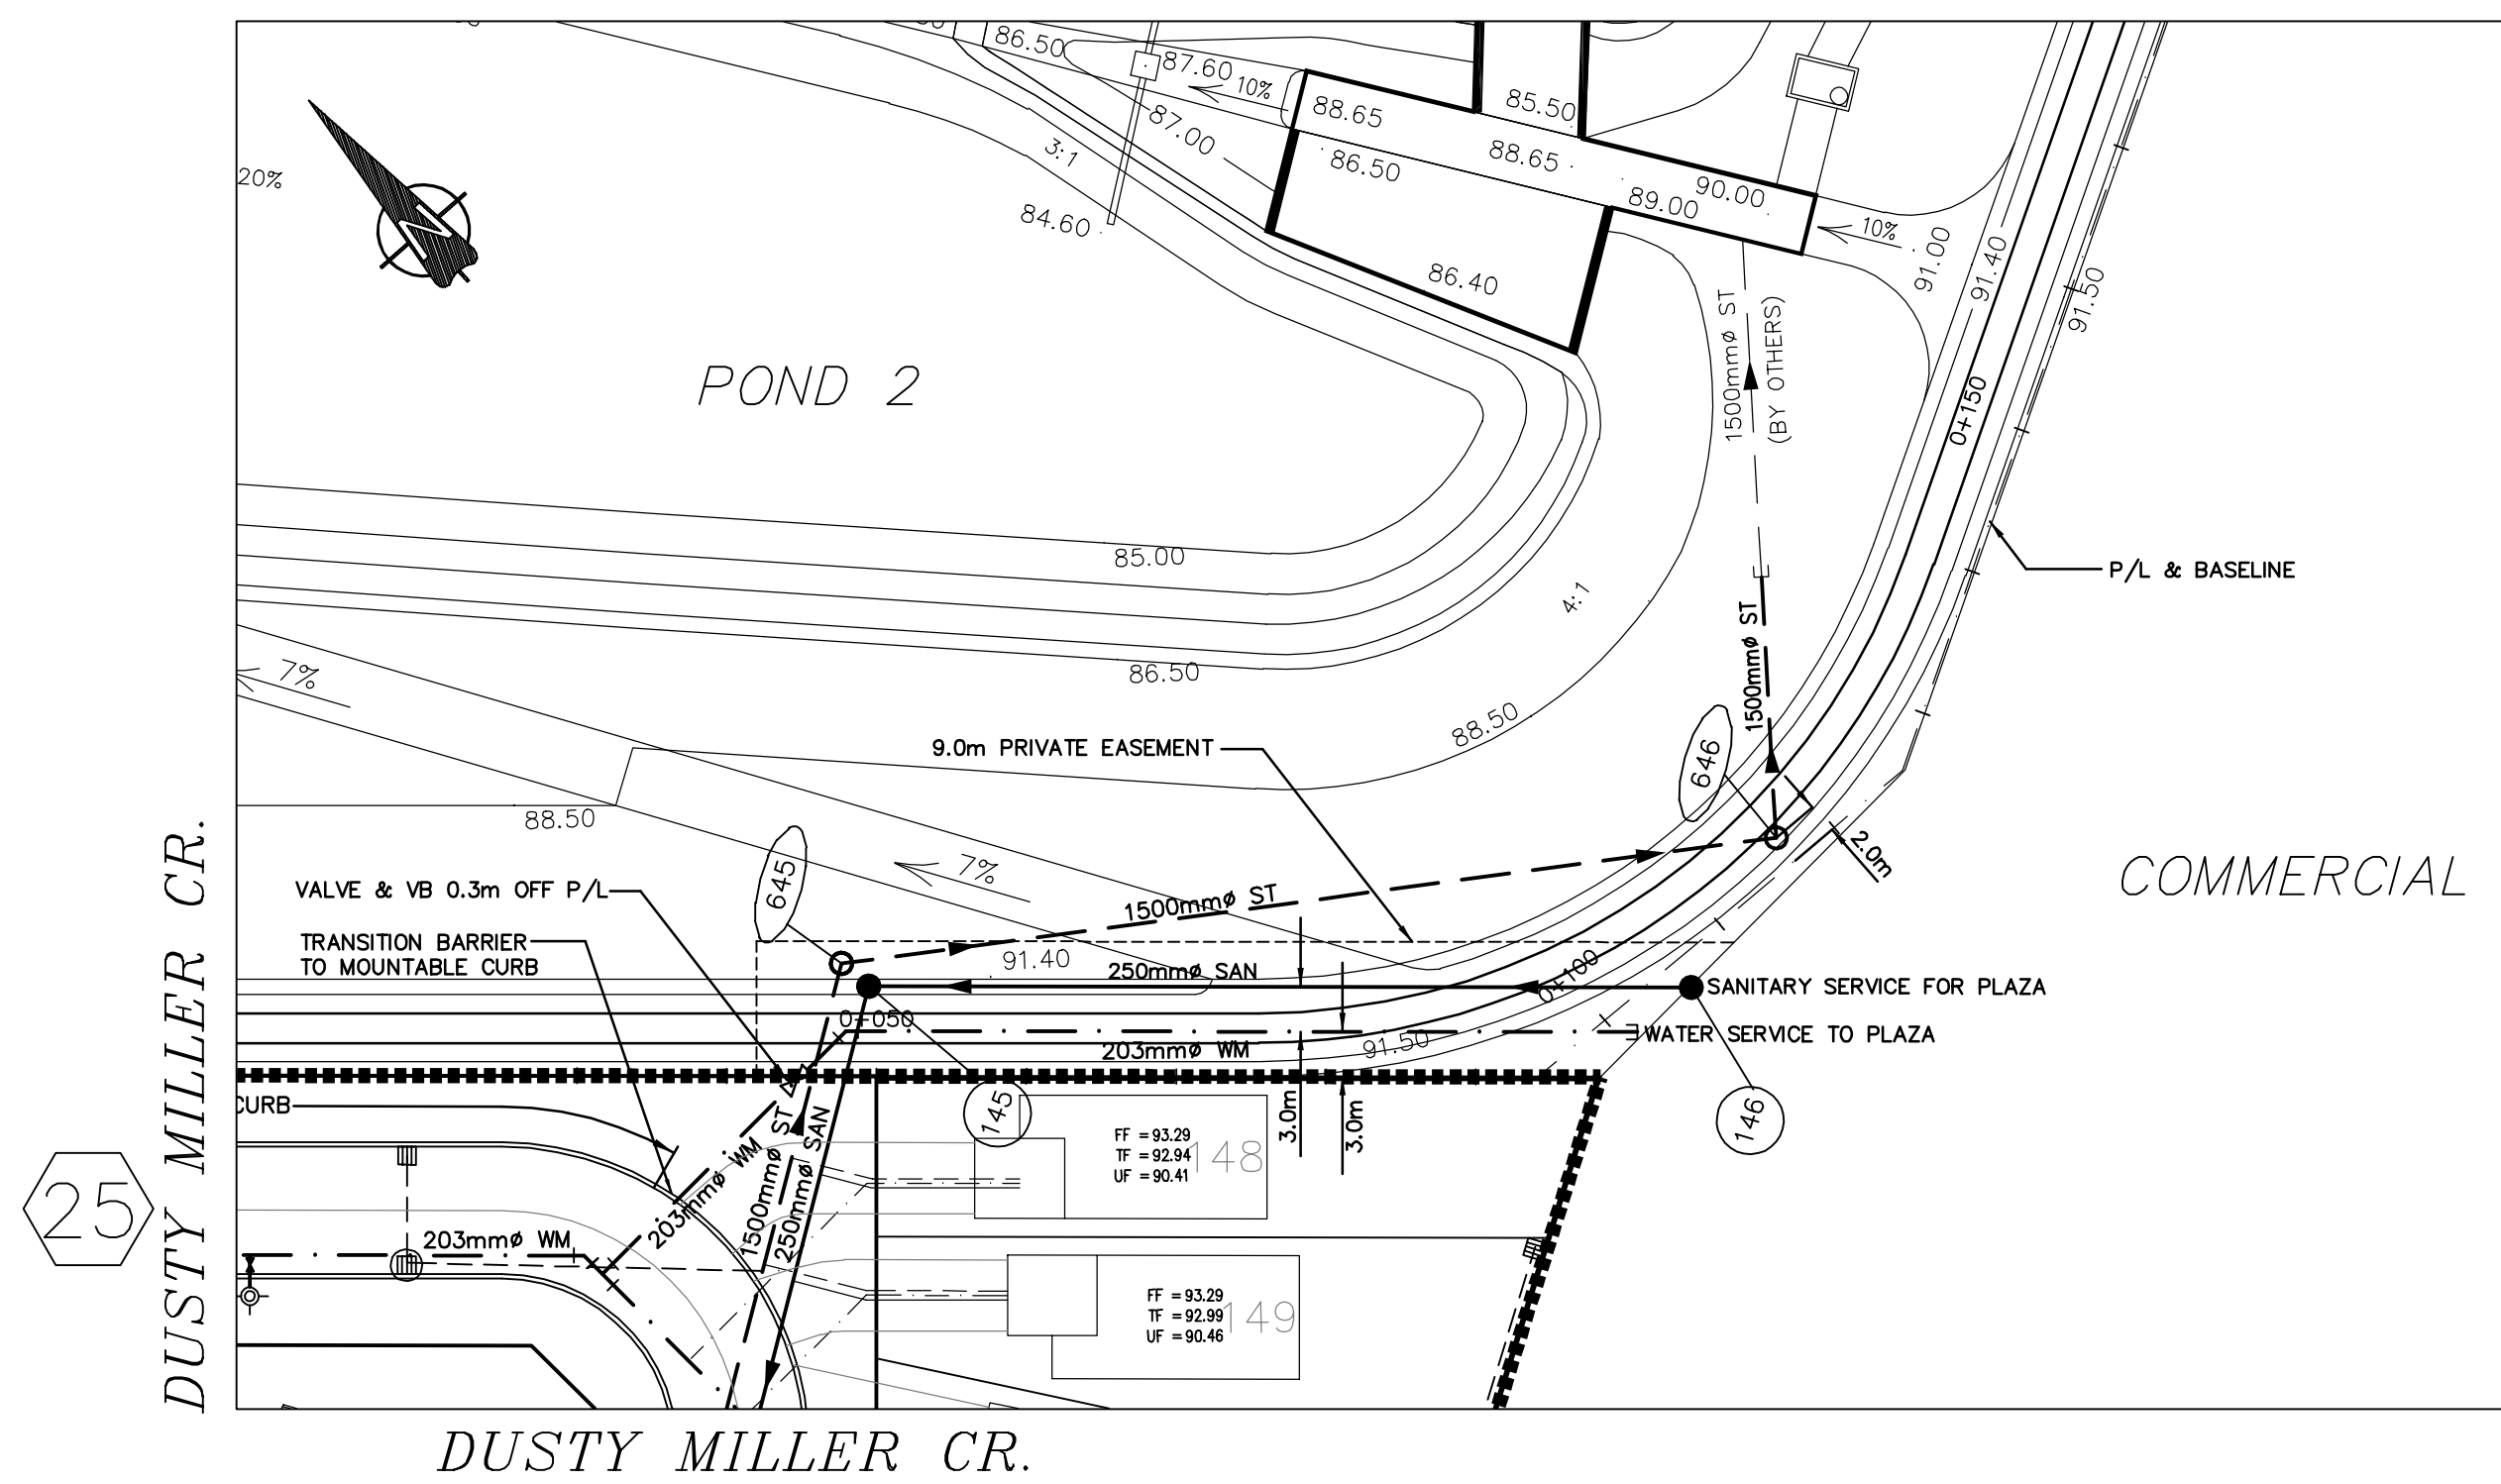 86.50
87.60
10%
88.65
85.50
87.00
3:1
86.50
88.65
90.00
89.00
20%
84.60
10%
91.00
91.40
91.50
86.40
1500mmø ST
(BY OTHERS)
POND 2
0+150
85.00
P/L & BASELINE
4:1
1500mmø ST
86.50
7%
88.50
9.0m PRIVATE EASEMENT
646
88.50
2.0m
COMMERCIAL
645
7%
VALVE & VB 0.3m OFF P/L
1500mmø ST
TRANSITION BARRIER
TO MOUNTABLE CURB
91.40
250mmø SAN
0+100
SANITARY SERVICE FOR PLAZA
0+050
203mmø WM
91.50
WATER SERVICE TO PLAZA
CURB
145
146
3.0m
3.0m
FF = 93.29
TF = 92.94
UF = 90.41
148
203mmø WM
1500mmø ST
250mmø SAN
203mmø WM
25
FF = 93.29
TF = 92.99
UF = 90.46
149
DUSTY MILLER CR.
DUSTY MILLER CR.